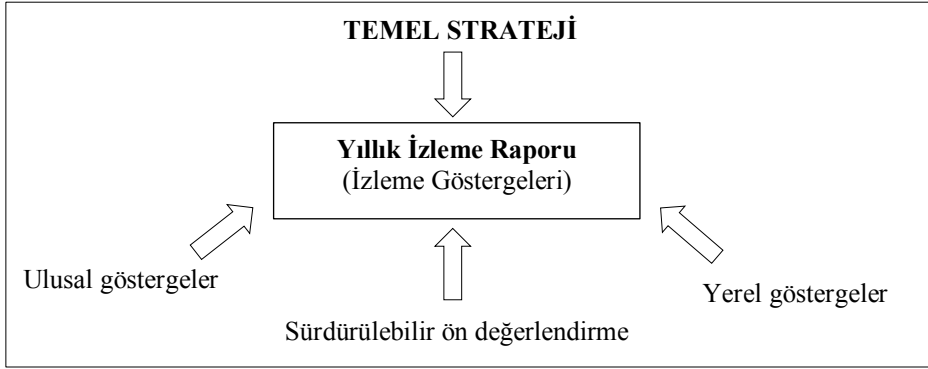 TEMEL STRATEJİ
Yıllık İzleme Raporu
(İzleme Göstergeleri)
Ulusal göstergeler
Yerel göstergeler
Sürdürülebilir ön değerlendirme